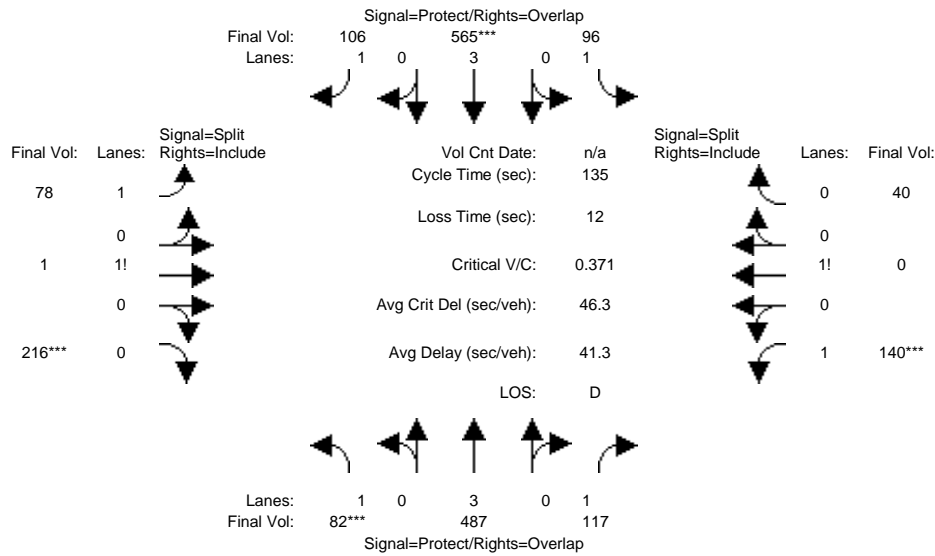 Signal=Protect/Rights=Overlap
Final Vol: 106 565*** 96
Lanes: 1 0 3 0 1
Signal=Split
Final Vol: Lanes: Rights=Include
Vol Cnt Date: n/a
Signal=Split
Rights=Include Lanes: Final Vol:
Cycle Time (sec): 135
78 1
0 40
Loss Time (sec): 12
0
0
1 1!
Critical V/C: 0.371
1! 0
0
Avg Crit Del (sec/veh): 46.3
0
216*** 0
Avg Delay (sec/veh): 41.3
1 140***
LOS: D
Lanes: 1 0 3 0 1
Final Vol: 82*** 487 117
Signal=Protect/Rights=Overlap